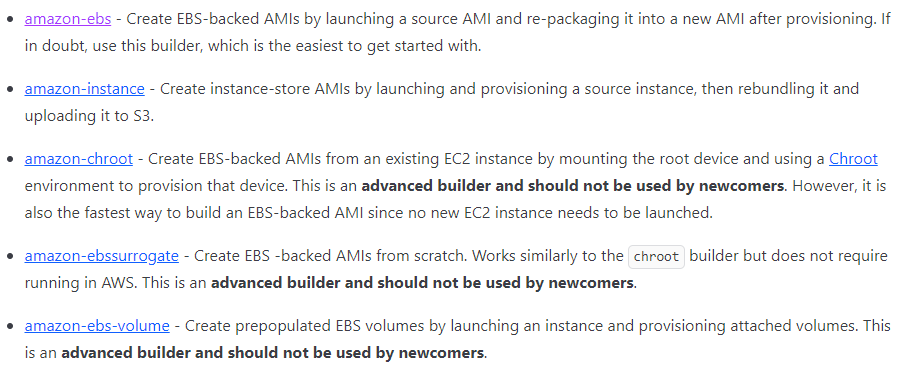 • amazon-ebs - Create EBS-backed AMIs by launching a source AMI and re-packaging it into a new AMI after provisioning. If
in doubt, use this builder, which is the easiest to get started with.
• amazon-instance - Create instance-store AMIs by launching and provisioning a source instance, then rebundling it and
uploading it to S3.
• amazon-chroot - Create EBS-backed AMIs from an existing EC2 instance by mounting the root device and using a Chroot
environment to provision that device. This is an advanced builder and should not be used by newcomers. However, it is
also the fastest way to build an EBS-backed AMI since no new EC2 instance needs to be launched.
• amazon-ebssurrogate - Create EBS -backed AMIs from scratch. Works similarly to the chroot builder but does not require
running in AWS. This is an advanced builder and should not be used by newcomers.
• amazon-ebs-volume - Create prepopulated EBS volumes by launching an instance and provisioning attached volumes. This
is an advanced builder and should not be used by newcomers.